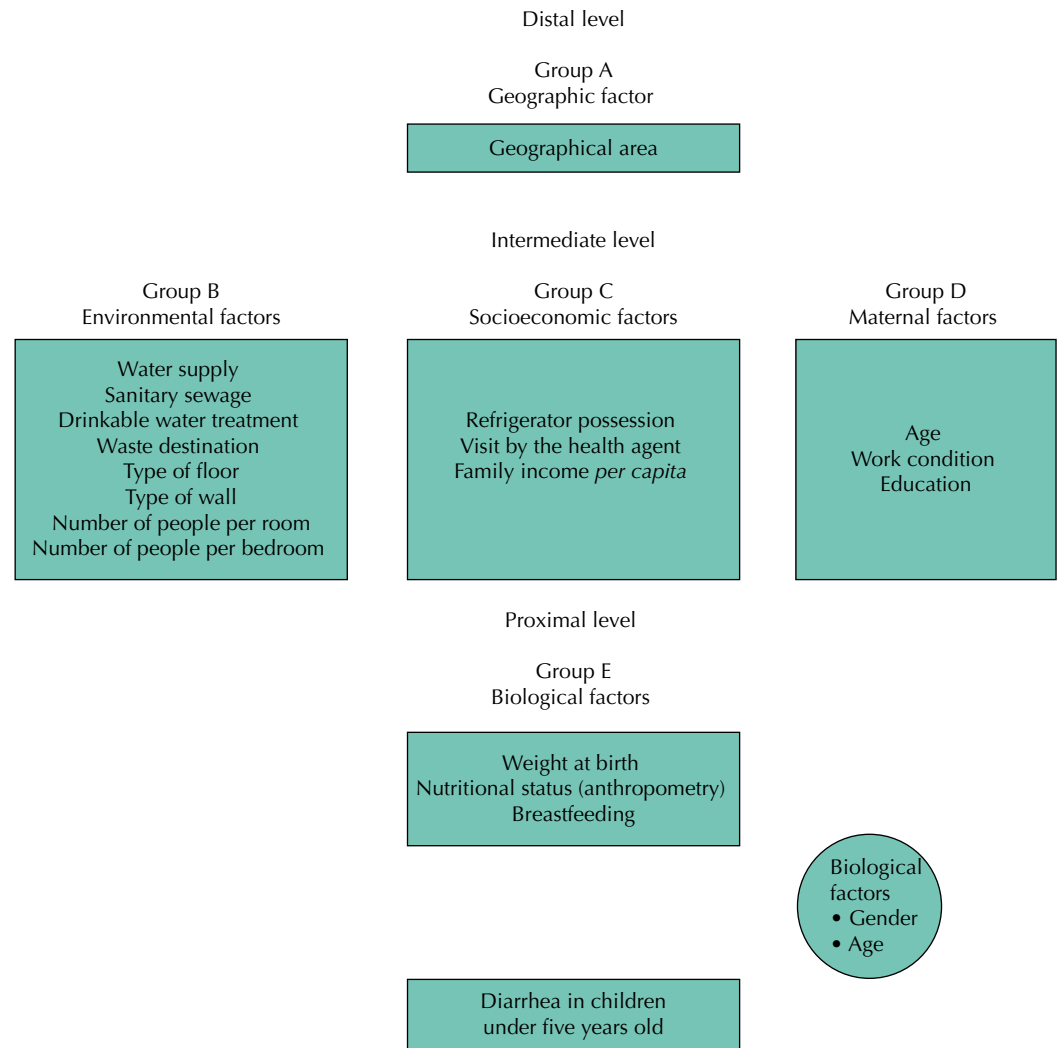 Distal level
Group A
Geographic factor
Geographical area
Intermediate level
Group B
Environmental factors
Water supply
Sanitary sewage
Drinkable water treatment
Waste destination
Type of floor
Type of wall
Number of people per room
Number of people per bedroom
Group C
Socioeconomic factors
Refrigerator possession
Visit by the health agent
Family income per capita
Group D
Maternal factors
Age
Work condition
Education
Proximal level
Group E
Biological factors
Weight at birth
Nutritional status (anthropometry)
Breastfeeding
Biological
factors
• Gender
• Age
Diarrhea in children
under five years old